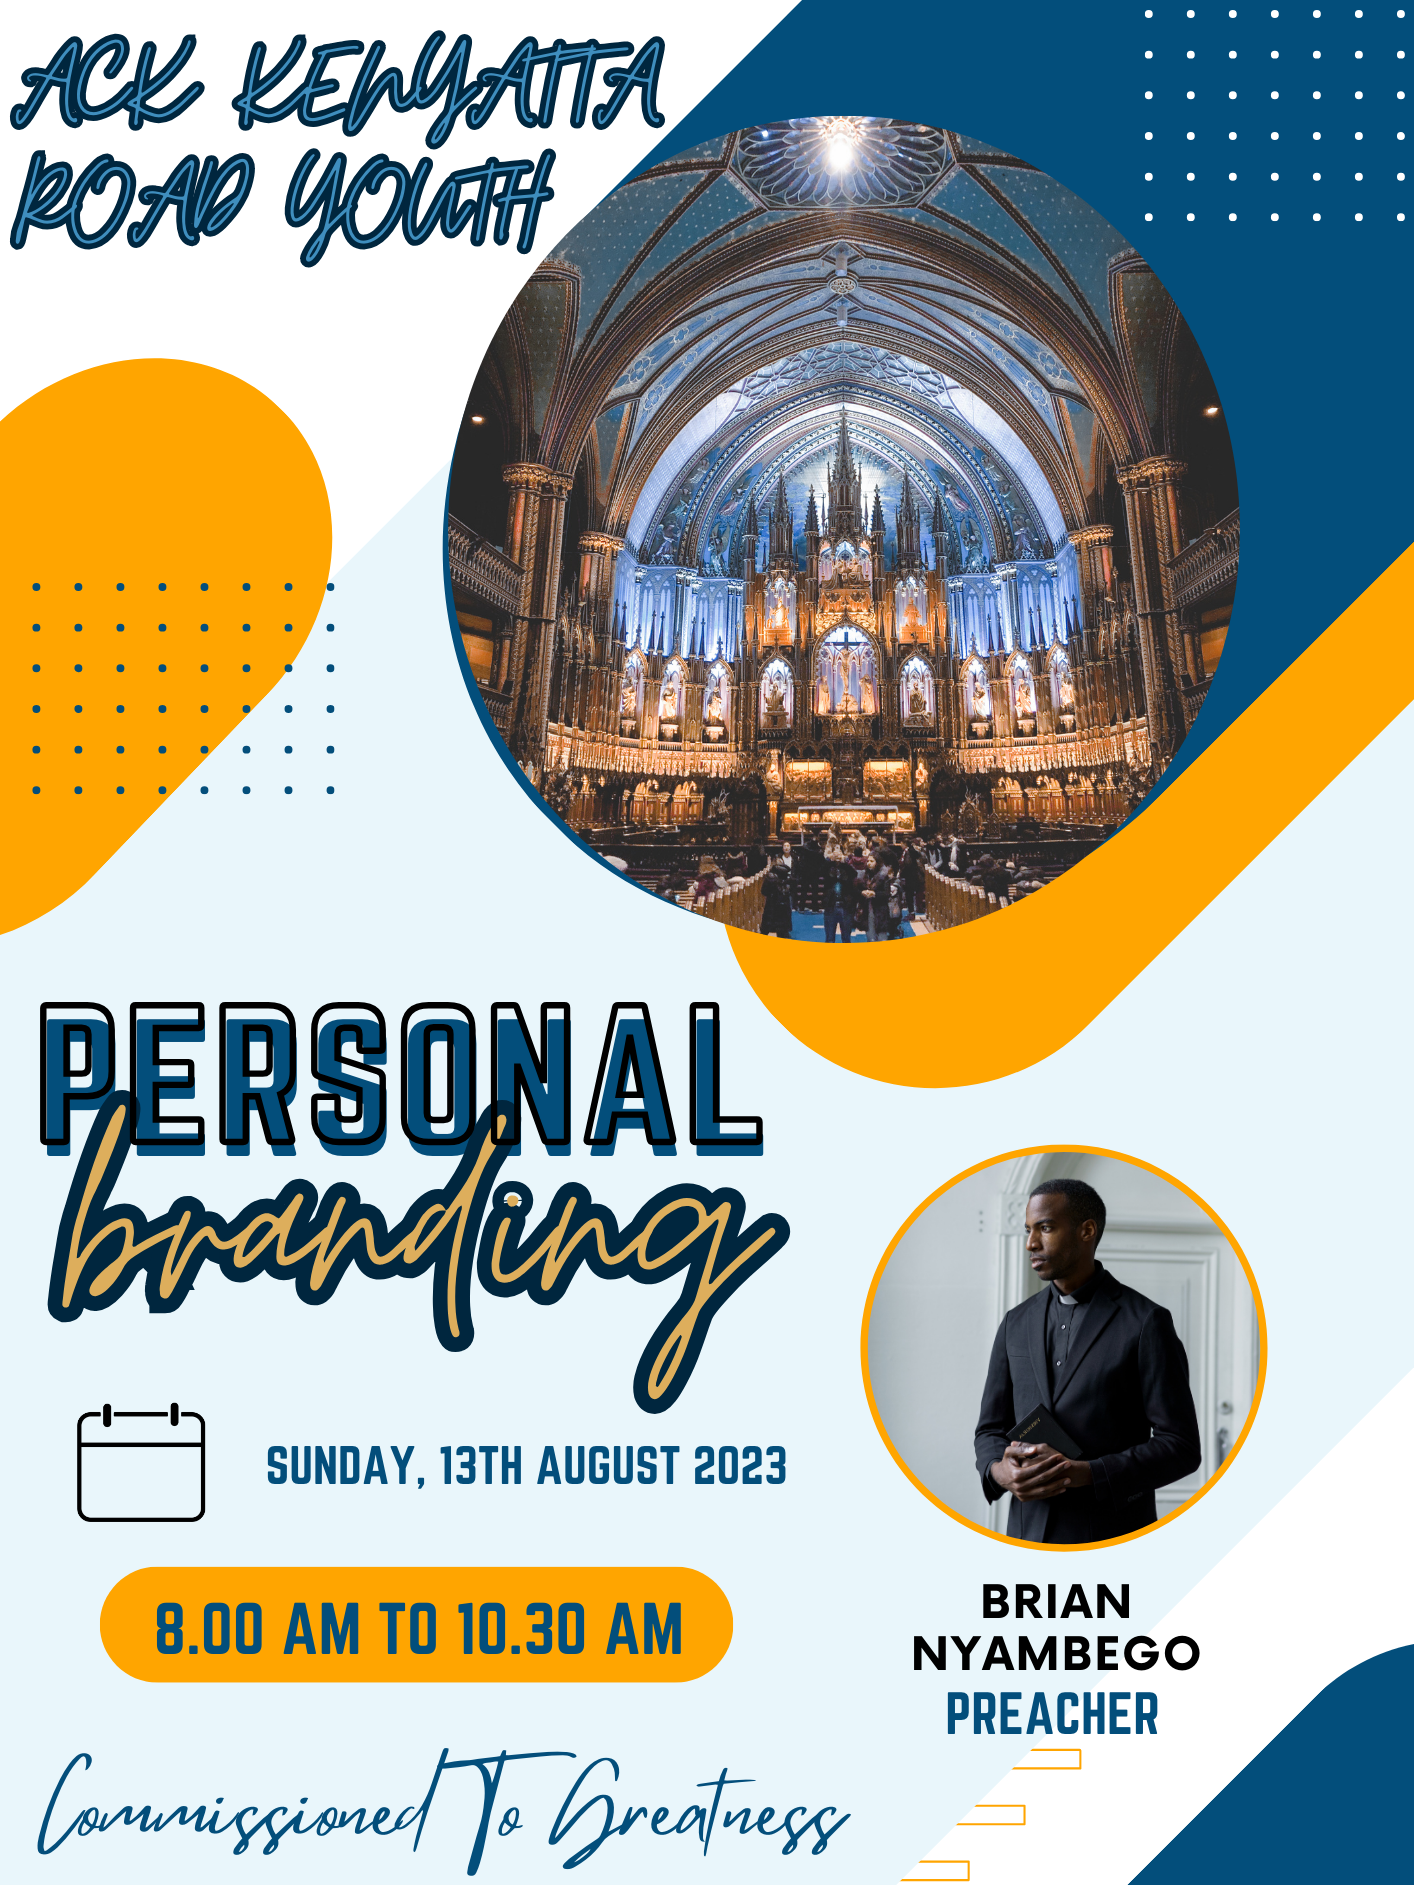 ACK KENYATTA
ROAD YOUTH
PERSONAL
branding
SUNDAY, 13TH AUGUST 2023
8.00 AM TO 10.30 AM
BRIAN
NYAMBEGO
PREACHER
Commissioned To Greatness